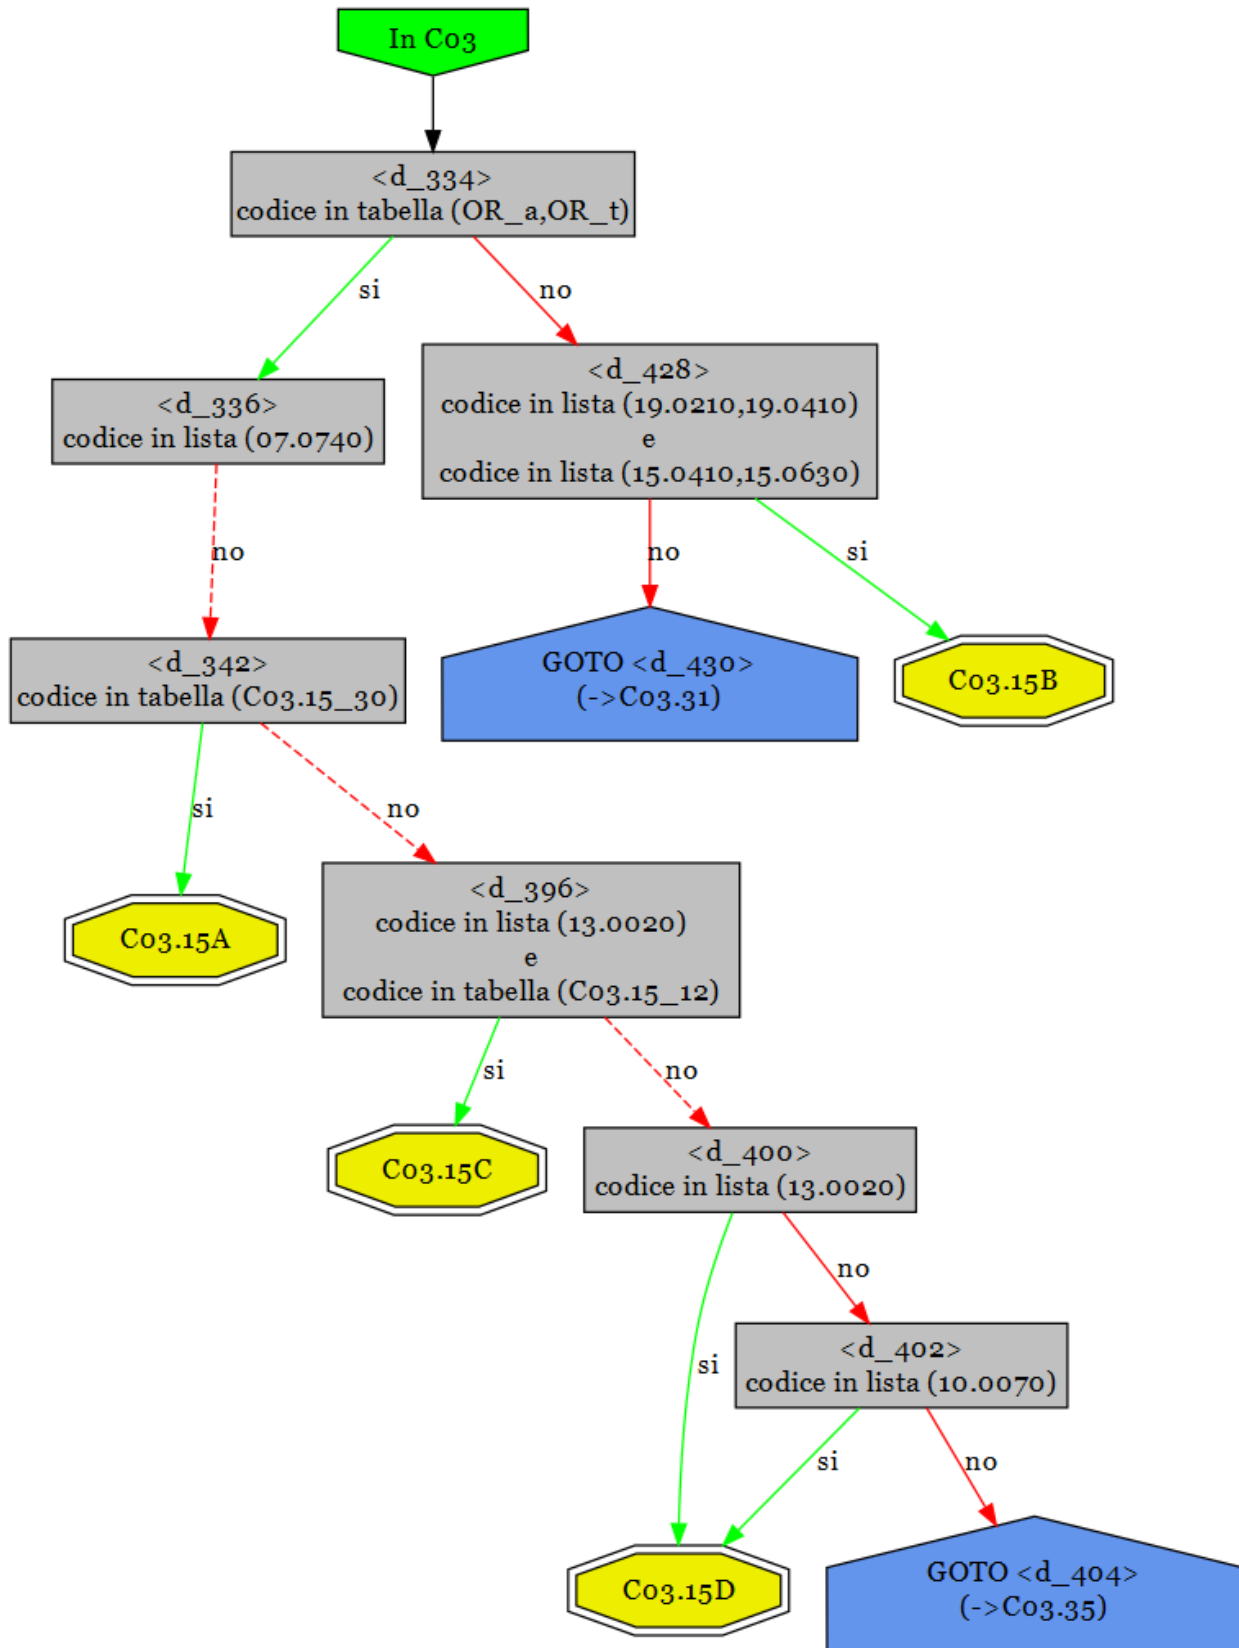 In C03
<d_334>
codice in tabella (OR_a,OR_t)
si
no
<d_336>
codice in lista (07.0740)
<d_428>
codice in lista (19.0210,19.0410)
e
codice in lista (15.0410,15.0630)
no
no
si
<d_342>
codice in tabella (C03.15_30)
GOTO <d_430>
(->C03.31)
C03.15B
si
no
<d_396>
codice in lista (13.0020)
e
codice in tabella (C03.15_12)
C03.15A
si
no
C03.15C
<d_400>
codice in lista (13.0020)
si
no
<d_402>
codice in lista (10.0070)
si
no
C03.15D
GOTO <d_404>
(->C03.35)